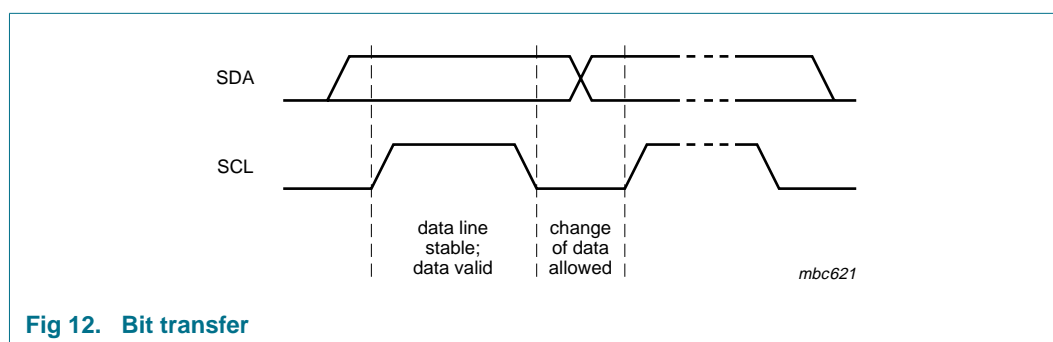 SDA
SCL
data line
stable;
data valid
change
of data
allowed
mbc621
Fig 12. Bit transfer